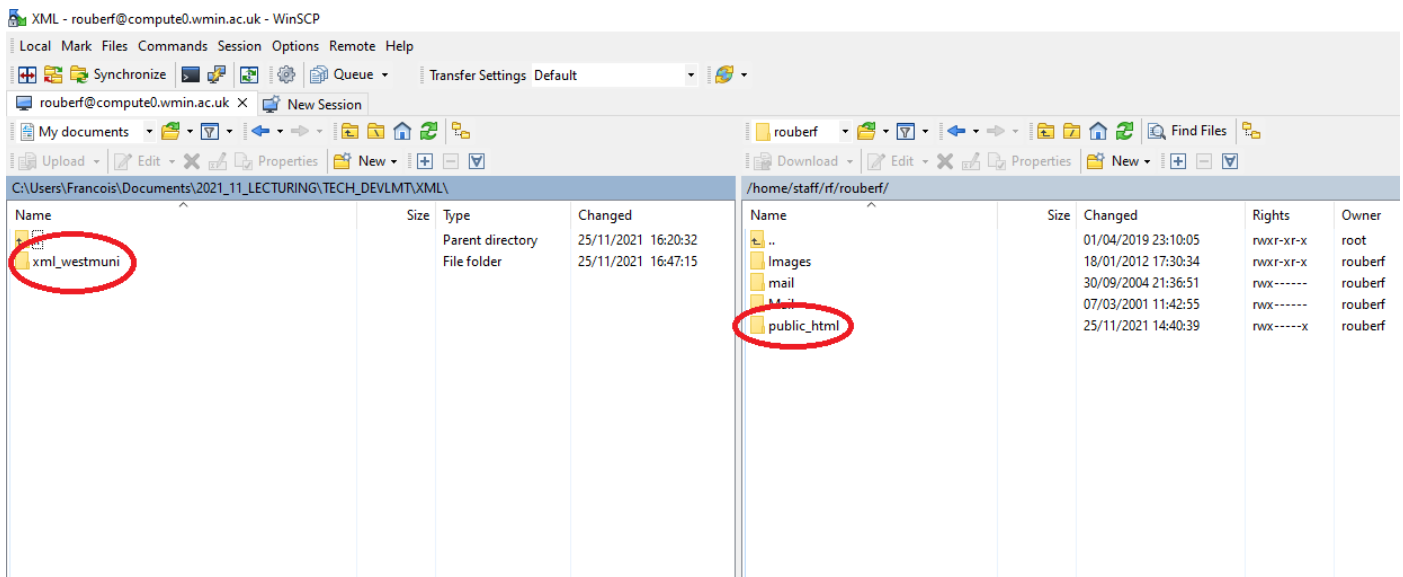 XML - rouberf@compute0.wmin.ac.uk - WinSCP
Local Mark Files Commands Session Options Remote Help
Synchronize Queue Transfer Settings Default
rouberf@compute0.wmin.ac.uk X New Session
My documents rouberf Find Files
Upload Edit Properties New Download Edit Properties New
C:\Users\Francois\Documents\2021_11_LECTURING\TECH_DEVLMT\XML\ /home/staff/rf/rouberf/
Name Size Type Changed Name Size Changed Rights Owner
.. Parent directory 25/11/2021 16:20:32 .. 01/04/2019 23:10:05 rwxr-xr-x root
xml_westmuni File folder 25/11/2021 16:47:15 Images 18/01/2012 17:30:34 rwxr-xr-x rouberf
mail 30/09/2004 21:36:51 rwx------ rouberf
Mail 07/03/2001 11:42:55 rwx------ rouberf
public_html 25/11/2021 14:40:39 rwx-----x rouberf